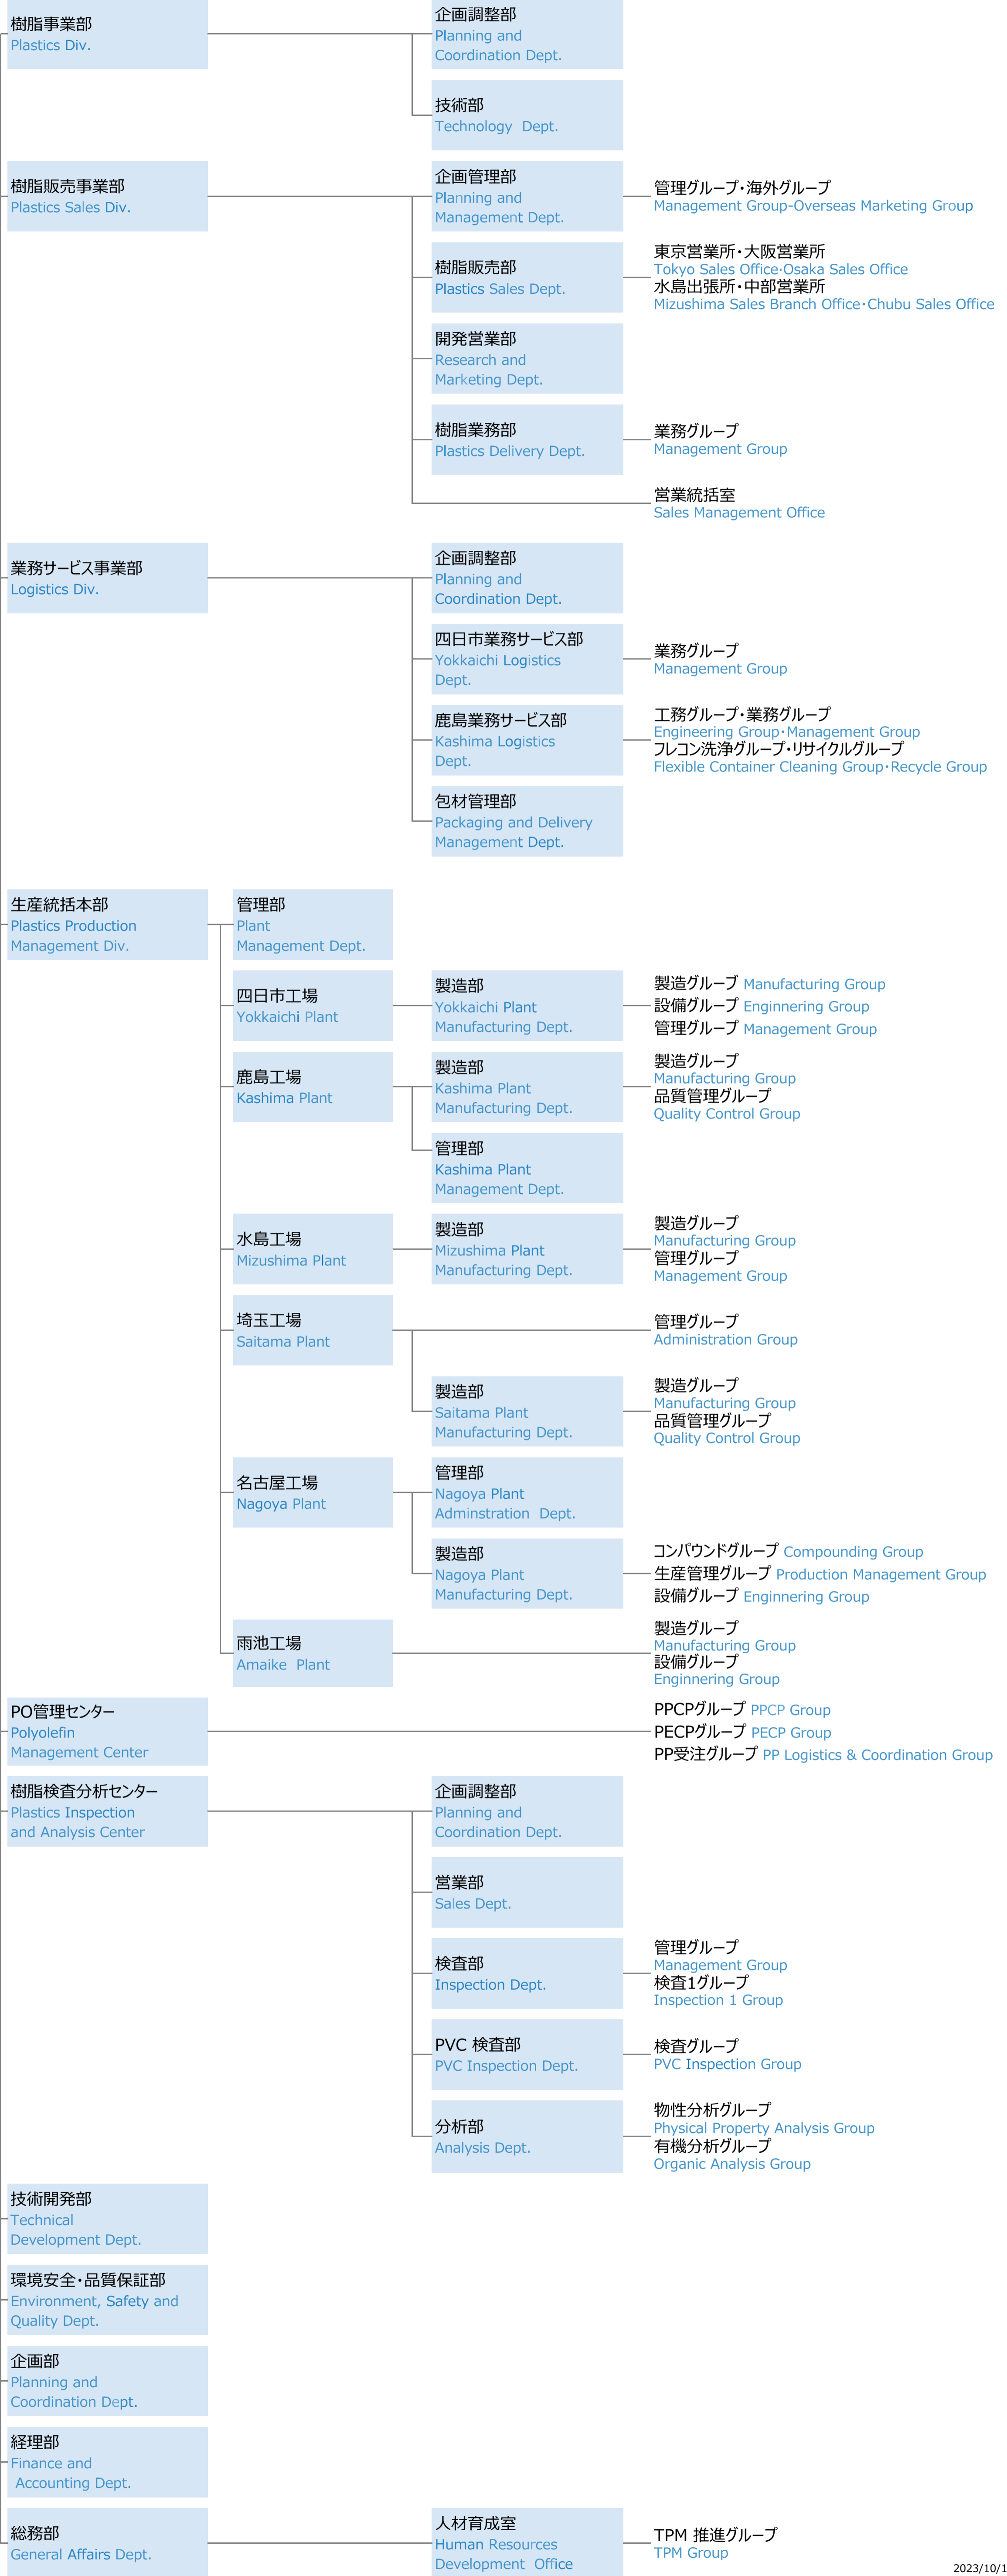 樹脂事業部
Plastics Div.
企画調整部
Planning and
Coordination Dept.
技術部
Technology Dept.
樹脂販売事業部
Plastics Sales Div.
企画管理部
Planning and
Management Dept.
管理グループ・海外グループ
Management Group-Overseas Marketing Group
樹脂販売部
Plastics Sales Dept.
東京営業所・大阪営業所
Tokyo Sales Office・Osaka Sales Office
水島出張所・中部営業所
Mizushima Sales Branch Office・Chubu Sales Office
開発営業部
Research and
Marketing Dept.
樹脂業務部
Plastics Delivery Dept.
業務グループ
Management Group
営業統括室
Sales Management Office
業務サービス事業部
Logistics Div.
企画調整部
Planning and
Coordination Dept.
四日市業務サービス部
Yokkaichi Logistics
Dept.
業務グループ
Management Group
鹿島業務サービス部
Kashima Logistics
Dept.
工務グループ・業務グループ
Engineering Group・Management Group
フレコン洗浄グループ・リサイクルグループ
Flexible Container Cleaning Group・Recycle Group
包材管理部
Packaging and Delivery
Management Dept.
生産統括本部
Plastics Production
Management Div.
管理部
Plant
Management Dept.
四日市工場
Yokkaichi Plant
製造部
Yokkaichi Plant
Manufacturing Dept.
製造グループ Manufacturing Group
設備グループ Enginnering Group
管理グループ Management Group
鹿島工場
Kashima Plant
製造部
Kashima Plant
Manufacturing Dept.
製造グループ
Manufacturing Group
品質管理グループ
Quality Control Group
管理部
Kashima Plant
Management Dept.
水島工場
Mizushima Plant
製造部
Mizushima Plant
Manufacturing Dept.
製造グループ
Manufacturing Group
管理グループ
Management Group
埼玉工場
Saitama Plant
管理グループ
Administration Group
製造部
Saitama Plant
Manufacturing Dept.
製造グループ
Manufacturing Group
品質管理グループ
Quality Control Group
名古屋工場
Nagoya Plant
管理部
Nagoya Plant
Adminstration Dept.
製造部
Nagoya Plant
Manufacturing Dept.
コンパウンドグループ Compounding Group
生産管理グループ Production Management Group
設備グループ Enginnering Group
雨池工場
Amaike Plant
製造グループ
Manufacturing Group
設備グループ
Enginnering Group
PO管理センター
Polyolefin
Management Center
PPCPグループ PPCP Group
PECPグループ PECP Group
PP受注グループ PP Logistics & Coordination Group
樹脂検査分析センター
Plastics Inspection
and Analysis Center
企画調整部
Planning and
Coordination Dept.
営業部
Sales Dept.
検査部
Inspection Dept.
管理グループ
Management Group
検査1グループ
Inspection 1 Group
PVC 検査部
PVC Inspection Dept.
検査グループ
PVC Inspection Group
分析部
Analysis Dept.
物性分析グループ
Physical Property Analysis Group
有機分析グループ
Organic Analysis Group
技術開発部
Technical
Development Dept.
環境安全・品質保証部
Environment, Safety and
Quality Dept.
企画部
Planning and
Coordination Dept.
経理部
Finance and
Accounting Dept.
総務部
General Affairs Dept.
人材育成室
Human Resources
Development Office
TPM 推進グループ
TPM Group
2023/10/1